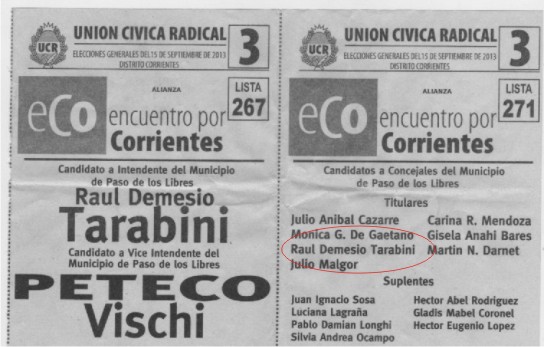 UNION CIVICA RADICAL
UCR
ELECCIONES GENERALES DEL 15 DE SEPTIEMBRE DE 2013
DISTRITO CORRIENTES
3
ALIANZA
LISTA
267
eCo
encuentro por
Corrientes
Candidato a Intendente del Municipio
de Paso de los Libres
Raul Demesio
Tarabini
Candidato a Vice Intendente del
Municipio de Paso de los Libres
PETECO
Vischi
UNION CIVICA RADICAL
UCR
ELECCIONES GENERALES DEL 15 DE SEPTIEMBRE DE 2013
DISTRITO CORRIENTES
3
ALIANZA
LISTA
271
eCo
encuentro por
Corrientes
Candidatos a Concejales del Municipio
de Paso de los Libres
Titulares
Julio Anibal Cazarre
Monica G. De Gaetano
Raul Demesio Tarabini
Julio Malgor
Carina R. Mendoza
Gisela Anahi Bares
Martin N. Darnet
Suplentes
Juan Ignacio Sosa
Luciana Lagraña
Pablo Damian Longhi
Silvia Andrea Ocampo
Hector Abel Rodriguez
Gladis Mabel Coronel
Hector Eugenio Lopez